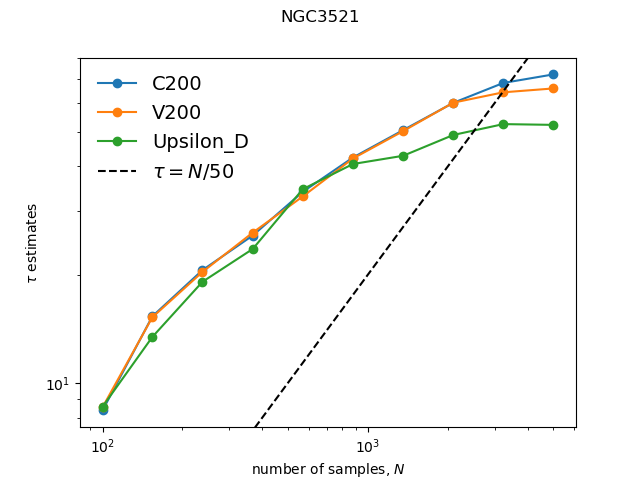 NGC3521
C200
V200
Upsilon_D
τ = N/50
τ estimates
10¹
10² 10³
number of samples, N